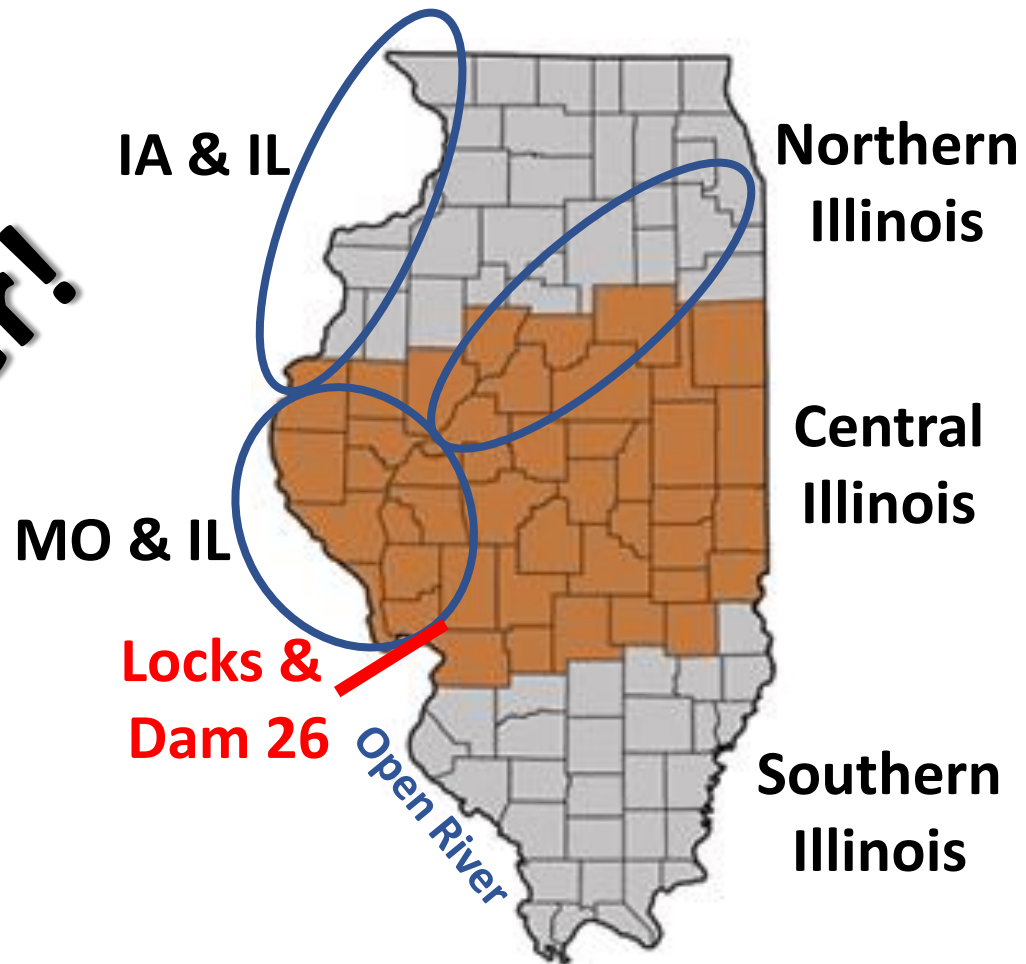 IA & IL
Northern
Illinois
Central
Illinois
MO & IL
Locks &
Dam 26
Open River
Southern
Illinois